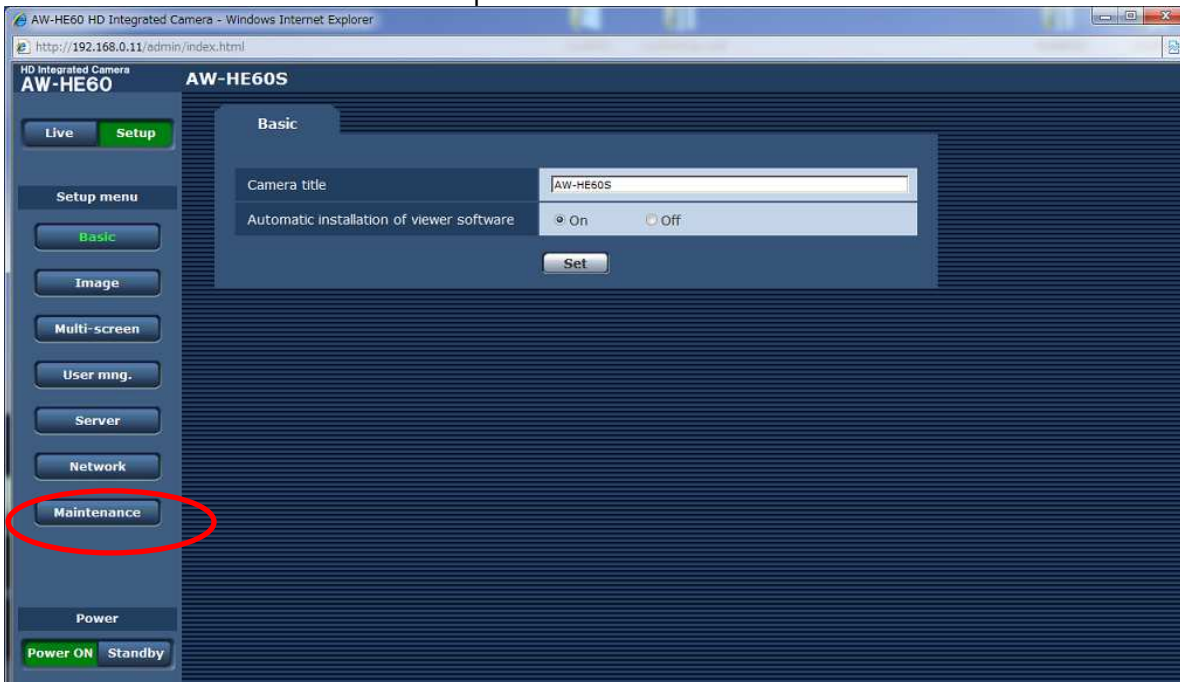 AW-HE60 HD Integrated Camera - Windows Internet Explorer
http://192.168.0.11/admin/index.html
HD Integrated Camera
AW-HE60
AW-HE60S
Live Setup
Basic
Setup menu
Camera title AW-HE60S
Automatic installation of viewer software On Off
Set
Basic
Image
Multi-screen
User mng.
Server
Network
Maintenance
Power
Power ON Standby